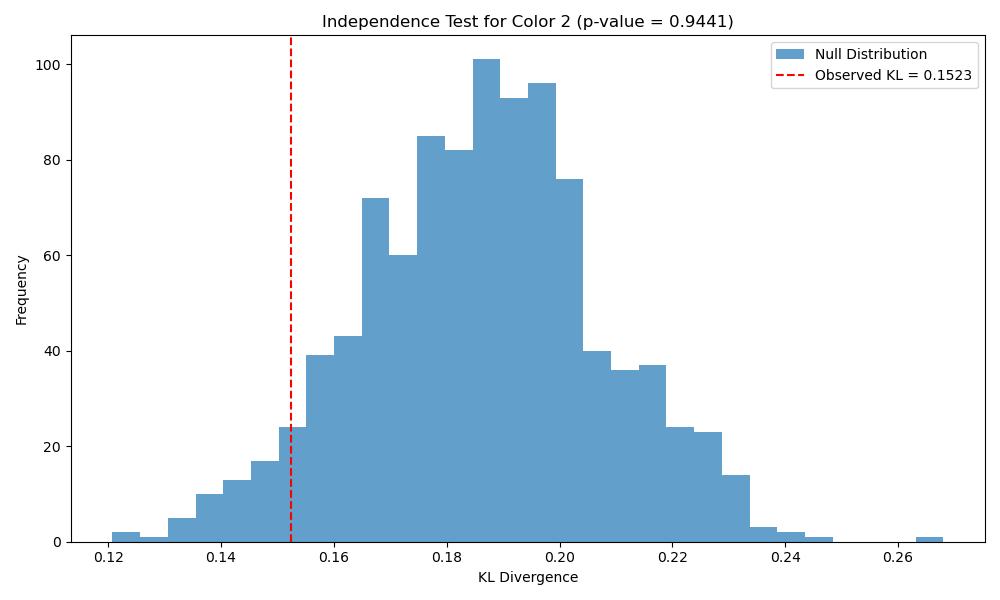 Independence Test for Color 2 (p-value = 0.9441)
Null Distribution
Observed KL = 0.1523
Frequency
100
80
60
40
20
0
0.12 0.14 0.16 0.18 0.20 0.22 0.24 0.26
KL Divergence